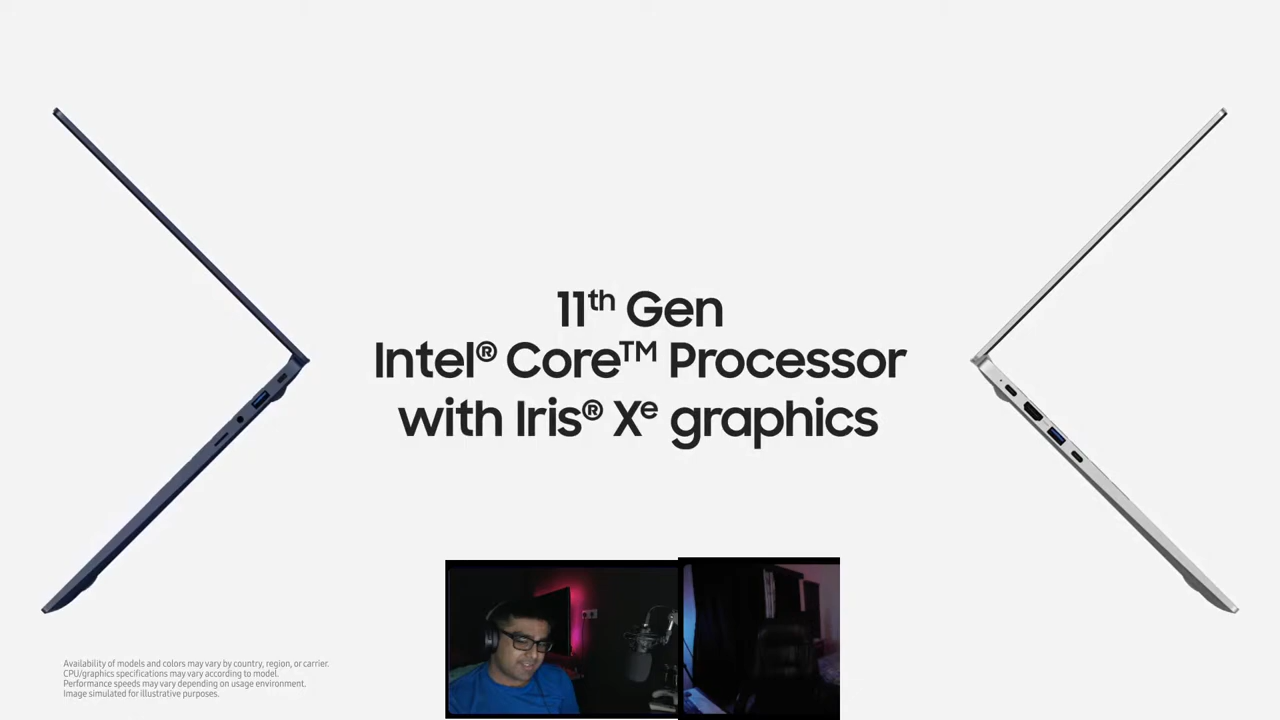 11th Gen
Intel® Core™ Processor
with Iris® Xe graphics
Availability of models and colors may vary by country, region, or carrier.
CPU/graphics specifications may vary according to model.
Performance speeds may vary depending on usage environment.
Image simulated for illustrative purposes.